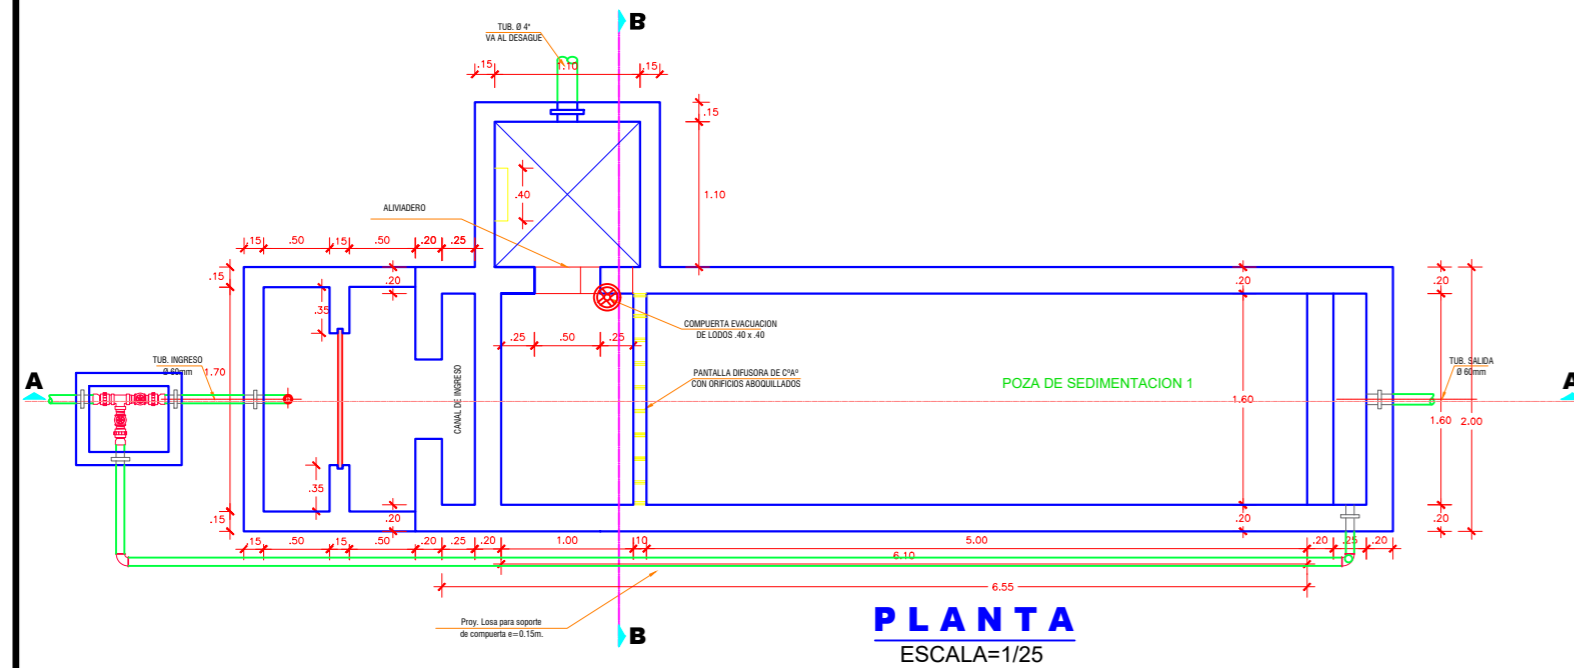 TUB. Ø 4"
VA AL DESAGUE
B
.15
1.10
.15
.15
1.10
.40
ALIVIADERO
.15
.50
.15
.50
.20
.25
.15
.20
.20
.20
.35
COMPUERTA EVACUACION
DE LODOS .40 x .40
.25
.50
.25
TUB. INGRESO
Ø 60mm
1.70
PANTALLA DIFUSORA DE CºAº
CON ORIFICIOS ABOQUILLADOS
POZA DE SEDIMENTACION 1
TUB. SALIDA
Ø 60mm
A
A
CANAL DE INGRESO
1.60
1.60
2.00
.35
.15
.20
.20
.20
.15
.50
.15
.50
.20
.25
.20
1.00
.10
5.00
.20
.25
.20
6.10
6.55
Proy. Losa para soporte
de compuerta e=0.15m.
B
PLANTA
ESCALA=1/25